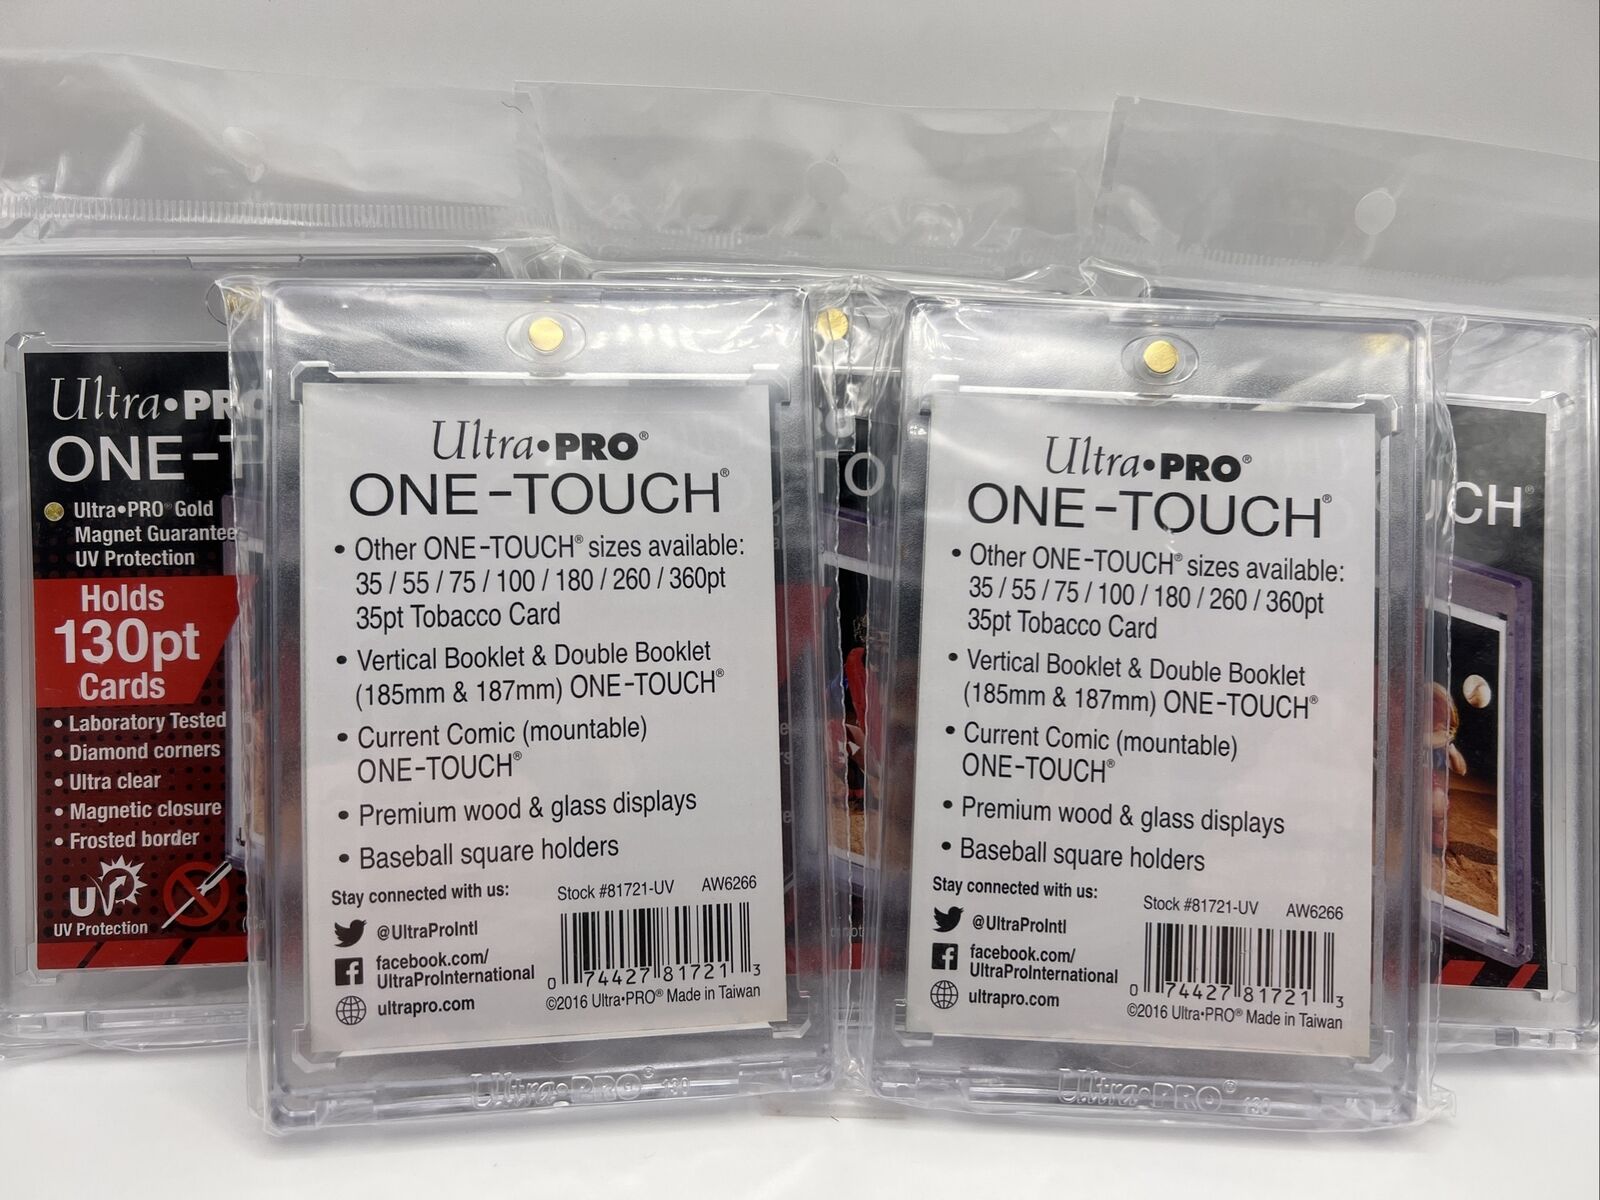 Ultra•PRO
ONE-T
Ultra•PRO® Gold
Magnet Guarantee
UV Protection
Holds
130pt
Cards
• Laboratory Tested
• Diamond corners
• Ultra clear
• Magnetic closure
• Frosted border
UV
UV Protection
Ultra•PRO®
ONE-TOUCH®
• Other ONE-TOUCH® sizes available:
35 / 55 / 75 / 100 / 180 / 260 / 360pt
35pt Tobacco Card
• Vertical Booklet & Double Booklet
(185mm & 187mm) ONE-TOUCH®
• Current Comic (mountable)
ONE-TOUCH®
• Premium wood & glass displays
• Baseball square holders
Stay connected with us:
Stock #81721-UV AW6266
@UltraProIntl
facebook.com/
UltraProInternational
ultrapro.com
0 74427 81721 3
©2016 Ultra•PRO® Made in Taiwan
Ultra•PRO® 130
TO
Ultra•PRO®
ONE-TOUCH®
• Other ONE-TOUCH® sizes available:
35 / 55 / 75 / 100 / 180 / 260 / 360pt
35pt Tobacco Card
• Vertical Booklet & Double Booklet
(185mm & 187mm) ONE-TOUCH®
• Current Comic (mountable)
ONE-TOUCH®
• Premium wood & glass displays
• Baseball square holders
Stay connected with us:
Stock #81721-UV AW6266
@UltraProIntl
facebook.com/
UltraProInternational
ultrapro.com
0 74427 81721 3
©2016 Ultra•PRO® Made in Taiwan
Ultra•PRO® 130
UCH®